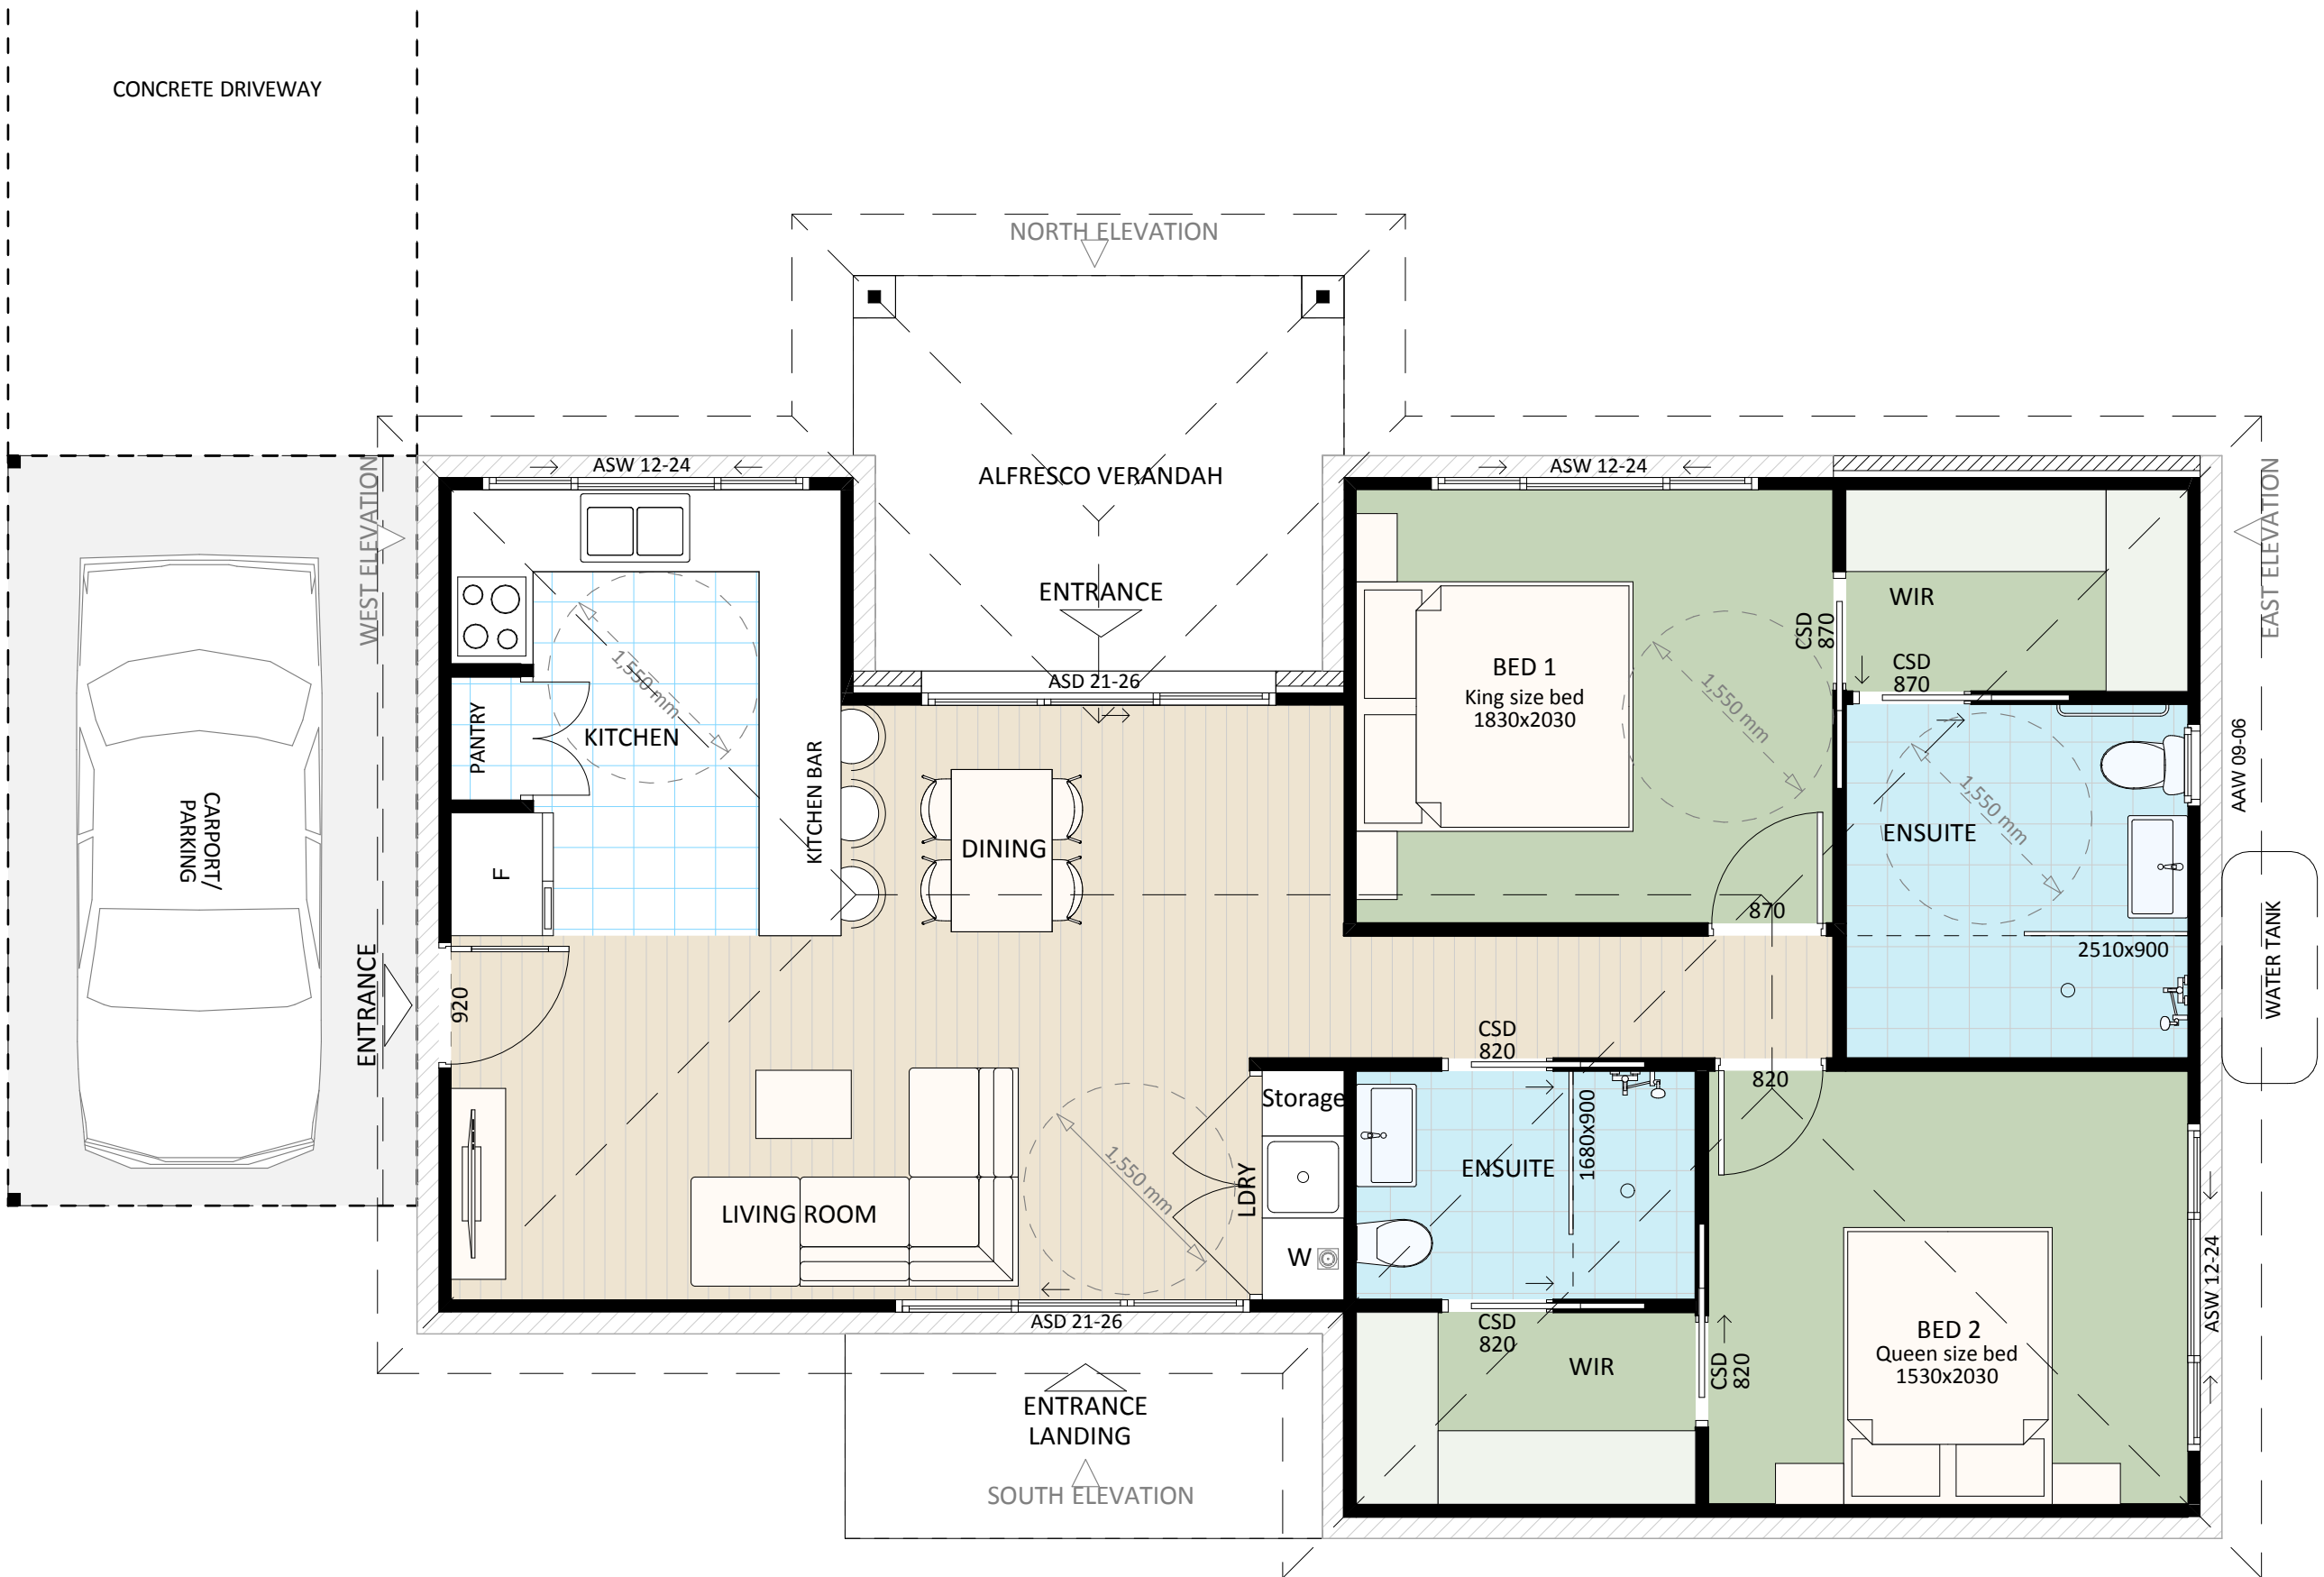 CONCRETE DRIVEWAY
NORTH ELEVATION
WEST ELEVATION
ASW 12-24
ALFRESCO VERANDAH
ASW 12-24
EAST ELEVATION
ENTRANCE
WIR
CSD
870
CSD
870
BED 1
King size bed
1830x2030
ASD 21-26
1,550 mm
1,550 mm
PANTRY
KITCHEN
KITCHEN BAR
AAW 09-06
1,550 mm
ENSUITE
CARPORT/
PARKING
DINING
F
870
2510x900
WATER TANK
ENTRANCE
920
CSD
820
820
Storage
1680x900
1,550 mm
LDRY
ENSUITE
LIVING ROOM
W
ASW 12-24
ASD 21-26
CSD
820
WIR
CSD
820
BED 2
Queen size bed
1530x2030
ENTRANCE
LANDING
SOUTH ELEVATION